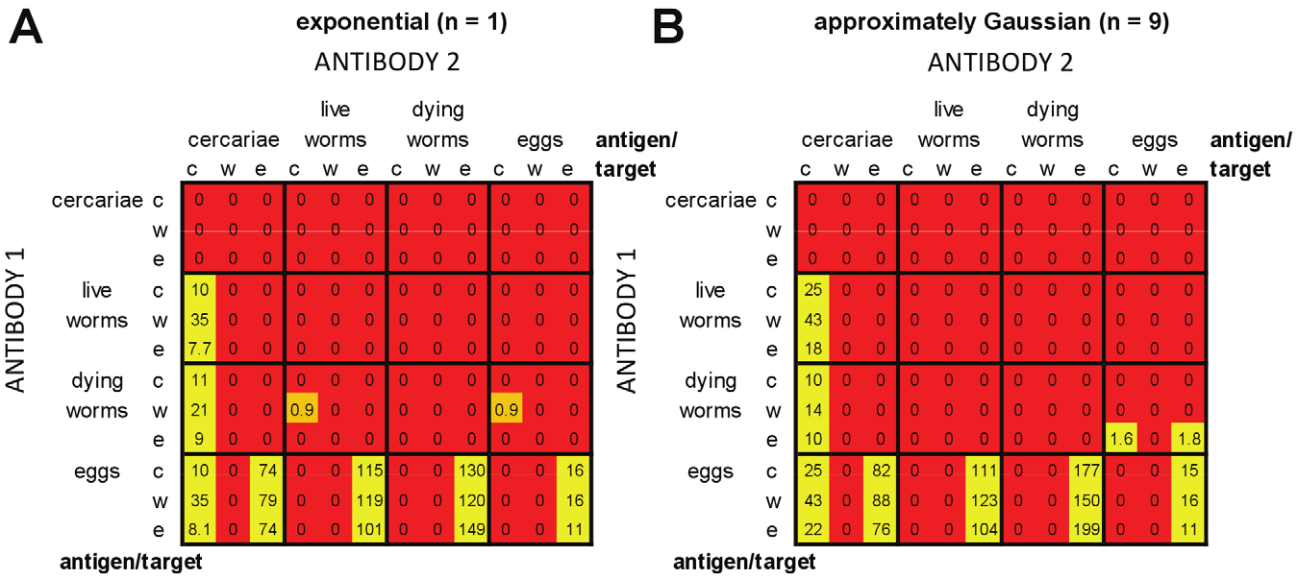 A
exponential (n = 1)
ANTIBODY 2
live dying
cercariae worms worms eggs antigen/
c w e c w e c w e c w e target
ANTIBODY 1
cercariae c 0 0 0 0 0 0 0 0 0 0 0 0
w 0 0 0 0 0 0 0 0 0 0 0 0
e 0 0 0 0 0 0 0 0 0 0 0 0
live c 10 0 0 0 0 0 0 0 0 0 0 0
worms w 35 0 0 0 0 0 0 0 0 0 0 0
e 7.7 0 0 0 0 0 0 0 0 0 0 0
dying c 11 0 0 0 0 0 0 0 0 0 0 0
worms w 21 0 0 0.9 0 0 0 0 0 0.9 0 0
e 9 0 0 0 0 0 0 0 0 0 0 0
eggs c 10 0 74 0 0 115 0 0 130 0 0 16
w 35 0 79 0 0 119 0 0 120 0 0 16
e 8.1 0 74 0 0 101 0 0 149 0 0 11
antigen/target
B
approximately Gaussian (n = 9)
ANTIBODY 2
live dying
cercariae worms worms eggs antigen/
c w e c w e c w e c w e target
ANTIBODY 1
cercariae c 0 0 0 0 0 0 0 0 0 0 0 0
w 0 0 0 0 0 0 0 0 0 0 0 0
e 0 0 0 0 0 0 0 0 0 0 0 0
live c 25 0 0 0 0 0 0 0 0 0 0 0
worms w 43 0 0 0 0 0 0 0 0 0 0 0
e 18 0 0 0 0 0 0 0 0 0 0 0
dying c 10 0 0 0 0 0 0 0 0 0 0 0
worms w 14 0 0 0 0 0 0 0 0 0 0 0
e 10 0 0 0 0 0 0 0 0 1.6 0 1.8
eggs c 25 0 82 0 0 111 0 0 177 0 0 15
w 43 0 88 0 0 123 0 0 150 0 0 16
e 22 0 76 0 0 104 0 0 199 0 0 11
antigen/target